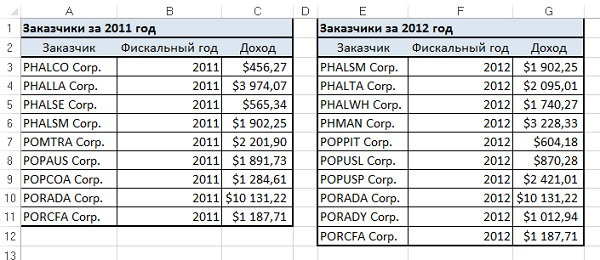 A B C D E F G
1 Заказчики за 2011 год Заказчики за 2012 год
2 Заказчик Фискальный год Доход Заказчик Фискальный год Доход
3 PHALCO Corp. 2011 $456,27 PHALSM Corp. 2012 $1 902,25
4 PHALLA Corp. 2011 $3 974,07 PHALTA Corp. 2012 $2 095,01
5 PHALSE Corp. 2011 $565,34 PHALWH Corp. 2012 $1 740,27
6 PHALSM Corp. 2011 $1 902,25 PHMAN Corp. 2012 $3 228,33
7 POMTRA Corp. 2011 $2 201,90 POPPIT Corp. 2012 $604,18
8 POPAUS Corp. 2011 $1 891,73 POPUSL Corp. 2012 $870,28
9 POPCOA Corp. 2011 $1 284,61 POPUSP Corp. 2012 $2 421,01
10 PORADA Corp. 2011 $10 131,22 PORADA Corp. 2012 $10 131,22
11 PORCFA Corp. 2011 $1 187,71 PORADY Corp. 2012 $1 012,94
12 PORCFA Corp. 2012 $1 187,71
13